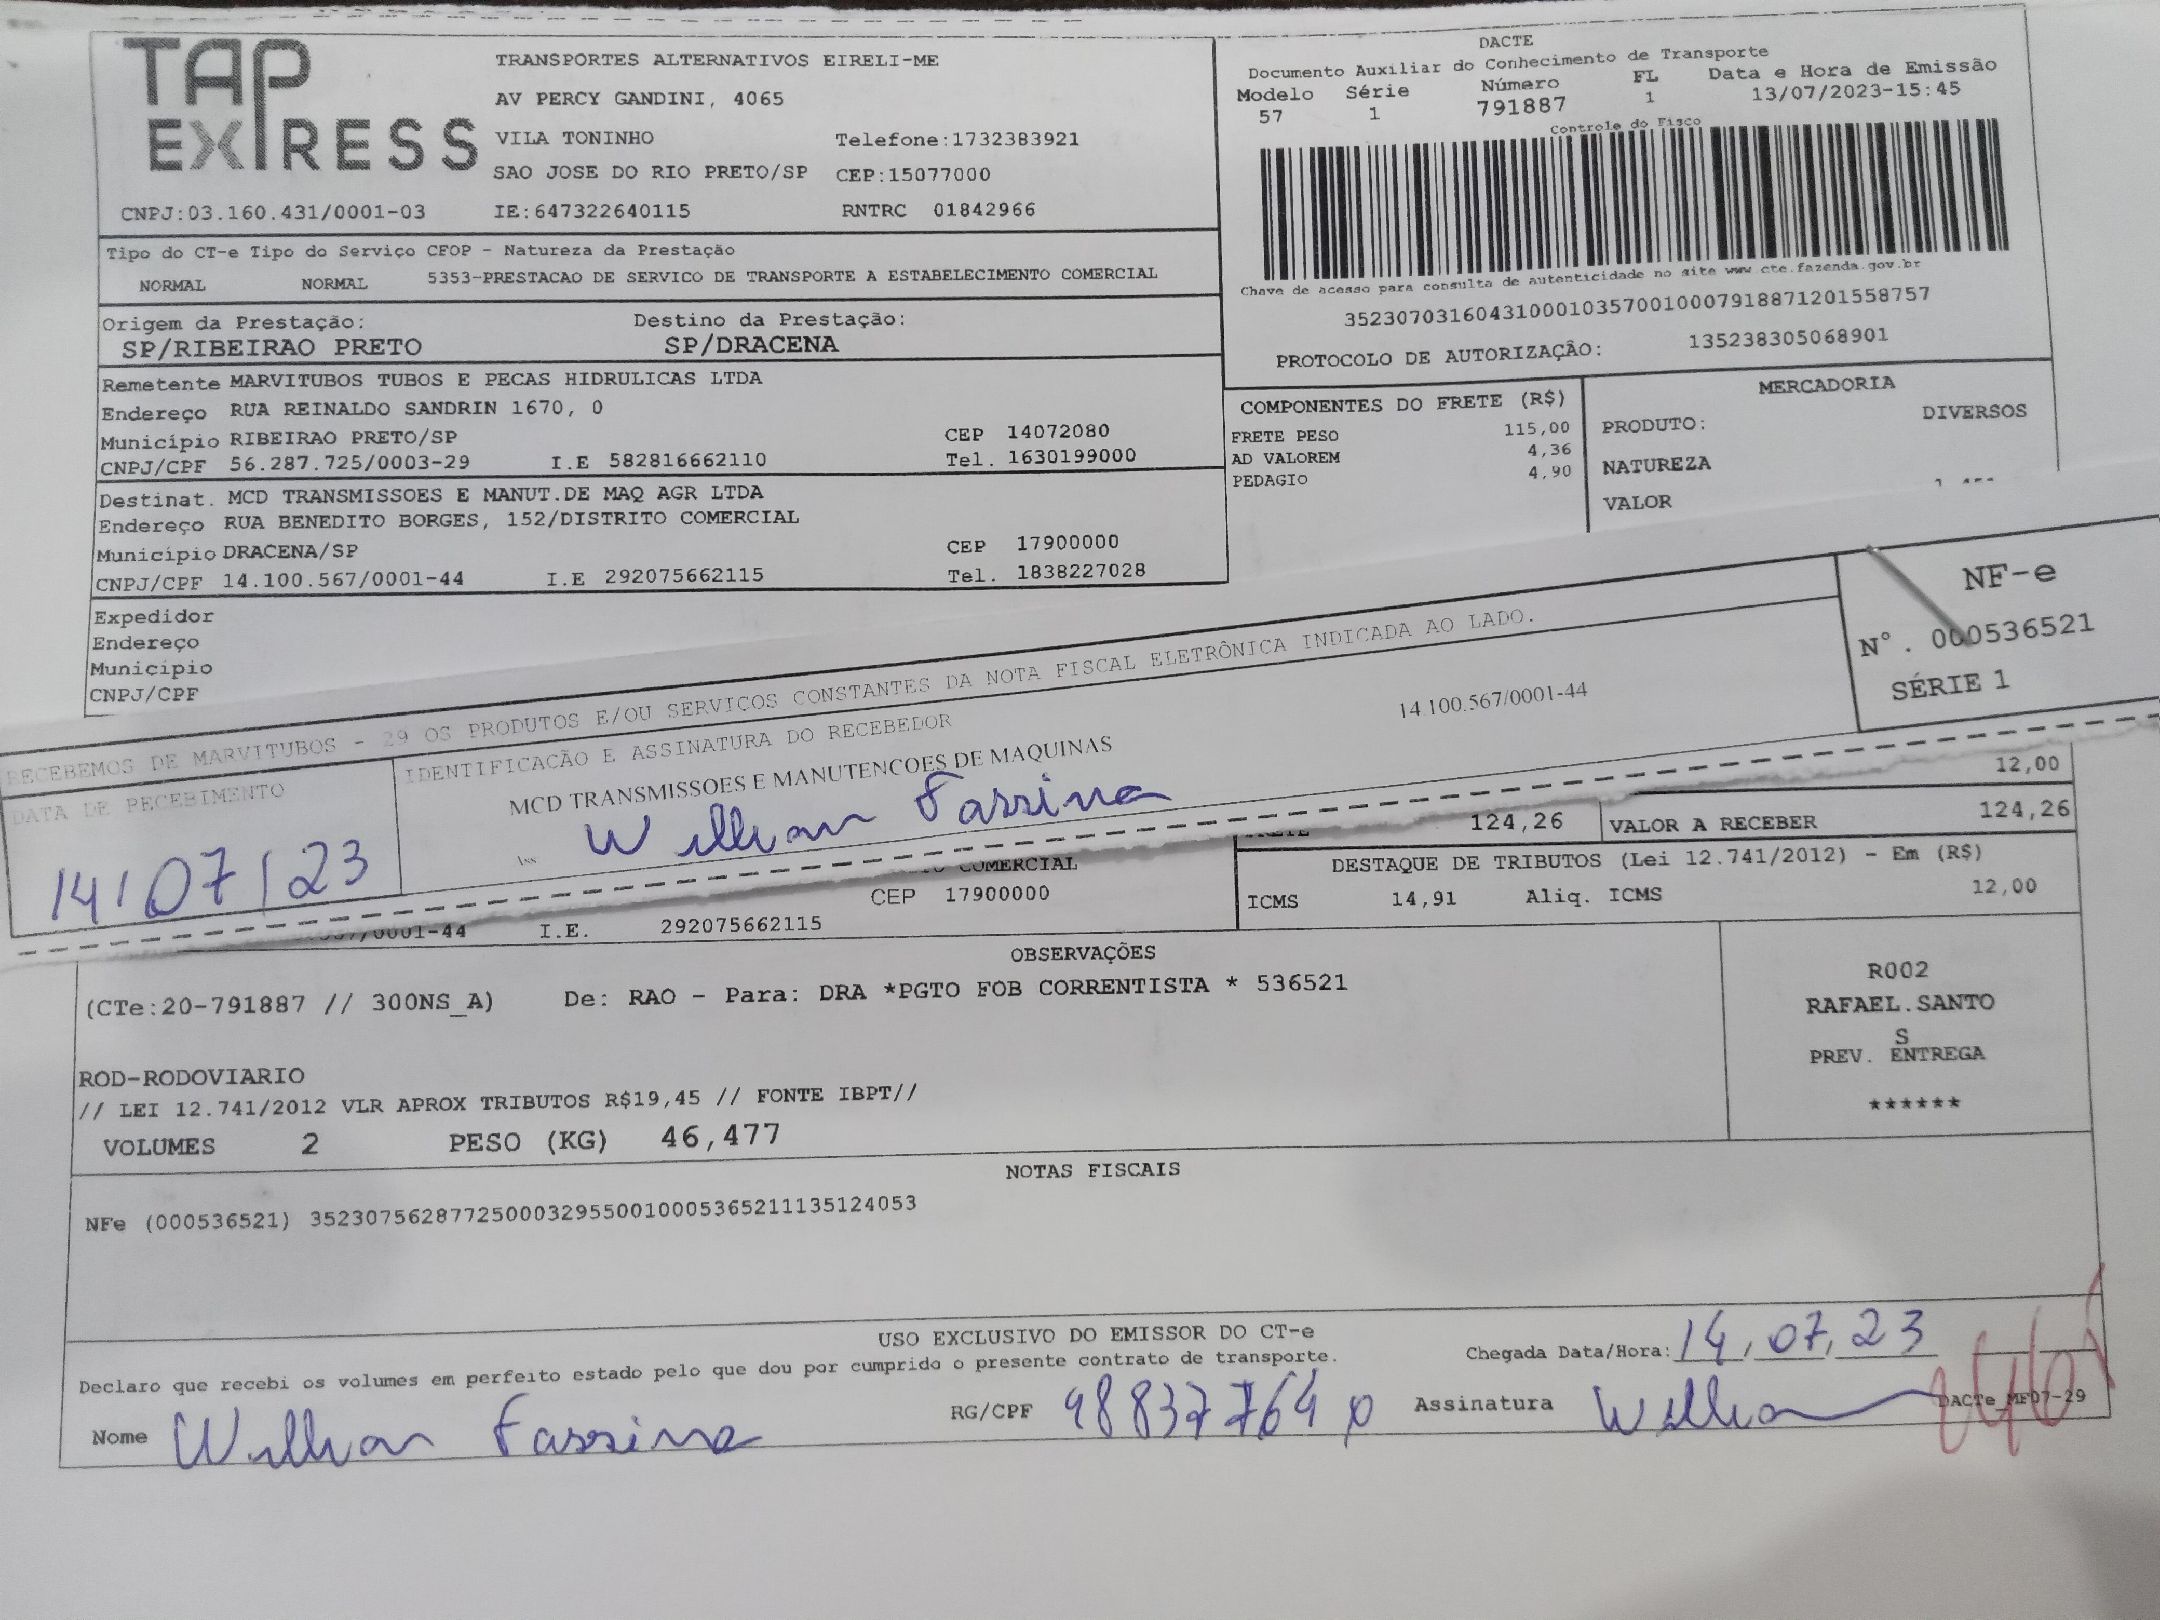 TAP EXPRESS
TRANSPORTES ALTERNATIVOS EIRELI-ME
AV PERCY GANDINI, 4065
VILA TONINHO Telefone:1732383921
SAO JOSE DO RIO PRETO/SP CEP:15077000
CNPJ:03.160.431/0001-03 IE:647322640115 RNTRC 01842966
DACTE
Documento Auxiliar do Conhecimento de Transporte
Modelo Série Número FL Data e Hora de Emissão
57 1 791887 1 13/07/2023-15:45
Controle do Fisco
Chave de acesso para consulta de autenticidade no site www.cte.fazenda.gov.br
35230703160431000103570010007918871201558757
PROTOCOLO DE AUTORIZAÇÂO: 135238305068901
Tipo do CT-e Tipo do Serviço CFOP - Natureza da Prestação
NORMAL NORMAL 5353-PRESTACAO DE SERVICO DE TRANSPORTE A ESTABELECIMENTO COMERCIAL
Origem da Prestação: Destino da Prestação:
SP/RIBEIRAO PRETO SP/DRACENA
Remetente MARVITUBOS TUBOS E PECAS HIDRULICAS LTDA
Endereço RUA REINALDO SANDRIN 1670, 0
Município RIBEIRAO PRETO/SP CEP 14072080
CNPJ/CPF 56.287.725/0003-29 I.E 582816662110 Tel. 1630199000
Destinat. MCD TRANSMISSOES E MANUT.DE MAQ AGR LTDA
Endereço RUA BENEDITO BORGES, 152/DISTRITO COMERCIAL
Município DRACENA/SP CEP 17900000
CNPJ/CPF 14.100.567/0001-44 I.E 292075662115 Tel. 1838227028
COMPONENTES DO FRETE (R$)
FRETE PESO 115,00
AD VALOREM 4,36
PEDAGIO 4,90
MERCADORIA
PRODUTO: DIVERSOS
NATUREZA
VALOR
Expedidor
Endereço
Município
CNPJ/CPF
RECEBEMOS DE MARVITUBOS - 29 OS PRODUTOS E/OU SERVIÇOS CONSTANTES DA NOTA FISCAL ELETRÔNICA INDICADA AO LADO.
NF-e
N°. 000536521
SÉRIE 1
DATA DE RECEBIMENTO
14/07/23
IDENTIFICAÇÃO E ASSINATURA DO RECEBEDOR
MCD TRANSMISSOES E MANUTENCOES DE MAQUINAS 14.100.567/0001-44
Ass Willian Fassina
12,00
124,26 VALOR A RECEBER 124,26
COMERCIAL
CEP 17900000
/0001-44 I.E. 292075662115
DESTAQUE DE TRIBUTOS (Lei 12.741/2012) - Em (R$)
ICMS 14,91 Aliq. ICMS 12,00
OBSERVAÇÕES
(CTe:20-791887 // 300NS_A) De: RAO - Para: DRA *PGTO FOB CORRENTISTA * 536521
R002
RAFAEL.SANTO
S
PREV. ENTREGA
******
ROD-RODOVIARIO
// LEI 12.741/2012 VLR APROX TRIBUTOS R$19,45 // FONTE IBPT//
VOLUMES 2 PESO (KG) 46,477
NOTAS FISCAIS
NFe (000536521) 35230756287725000329550010005365211135124053
USO EXCLUSIVO DO EMISSOR DO CT-e
Declaro que recebi os volumes em perfeito estado pelo que dou por cumprido o presente contrato de transporte. Chegada Data/Hora: 14,07,23
Nome Willian Fassina RG/CPF Assinatura Willian
DACTe_MF07-29